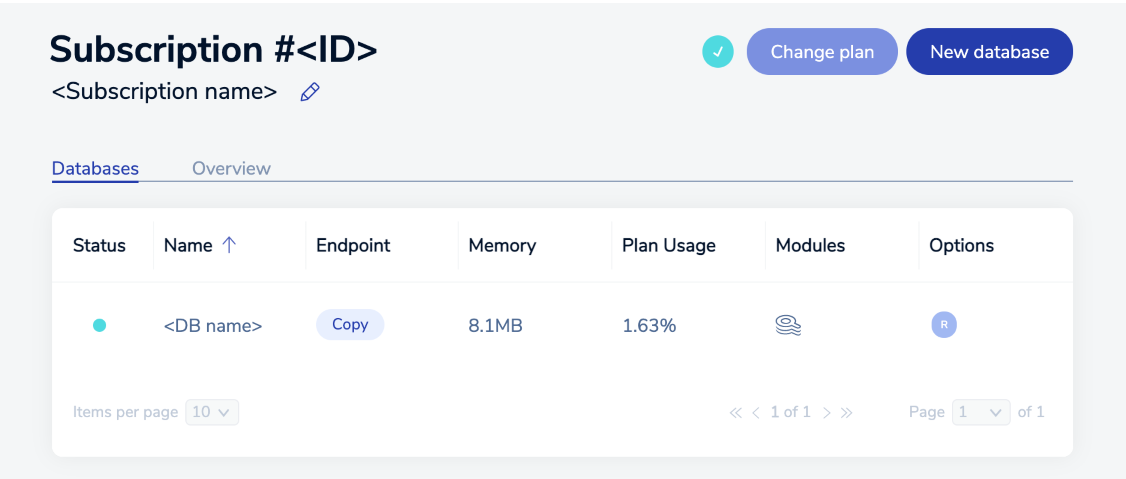 Subscription #<ID>
Change plan
New database
<Subscription name>
Databases Overview
Status Name Endpoint Memory Plan Usage Modules Options
<DB name> Copy 8.1MB 1.63% R
Items per page 10 1 of 1 Page 1 of 1